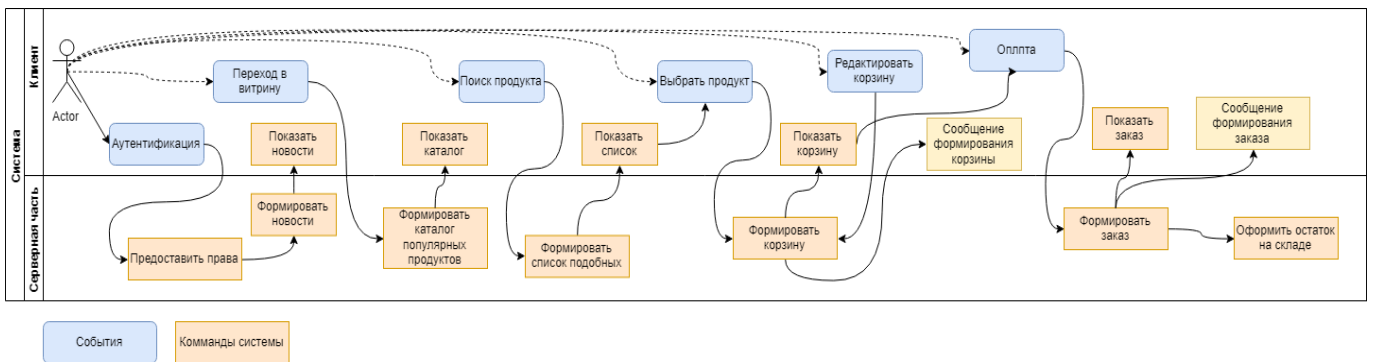 Система
Клиент
Серверная часть
Actor
Аутентификация
Переход в
витрину
Поиск продукта
Выбрать продукт
Редактировать
корзину
Оплпта
Показать
новости
Показать
каталог
Показать
список
Показать
корзину
Сообщение
формирования
корзины
Показать
заказ
Сообщение
формирования
заказа
Предоставить права
Формировать
новости
Формировать
каталог
популярных
продуктов
Формировать
список подобных
Формировать
корзину
Формировать
заказ
Оформить остаток
на складе
События
Комманды системы